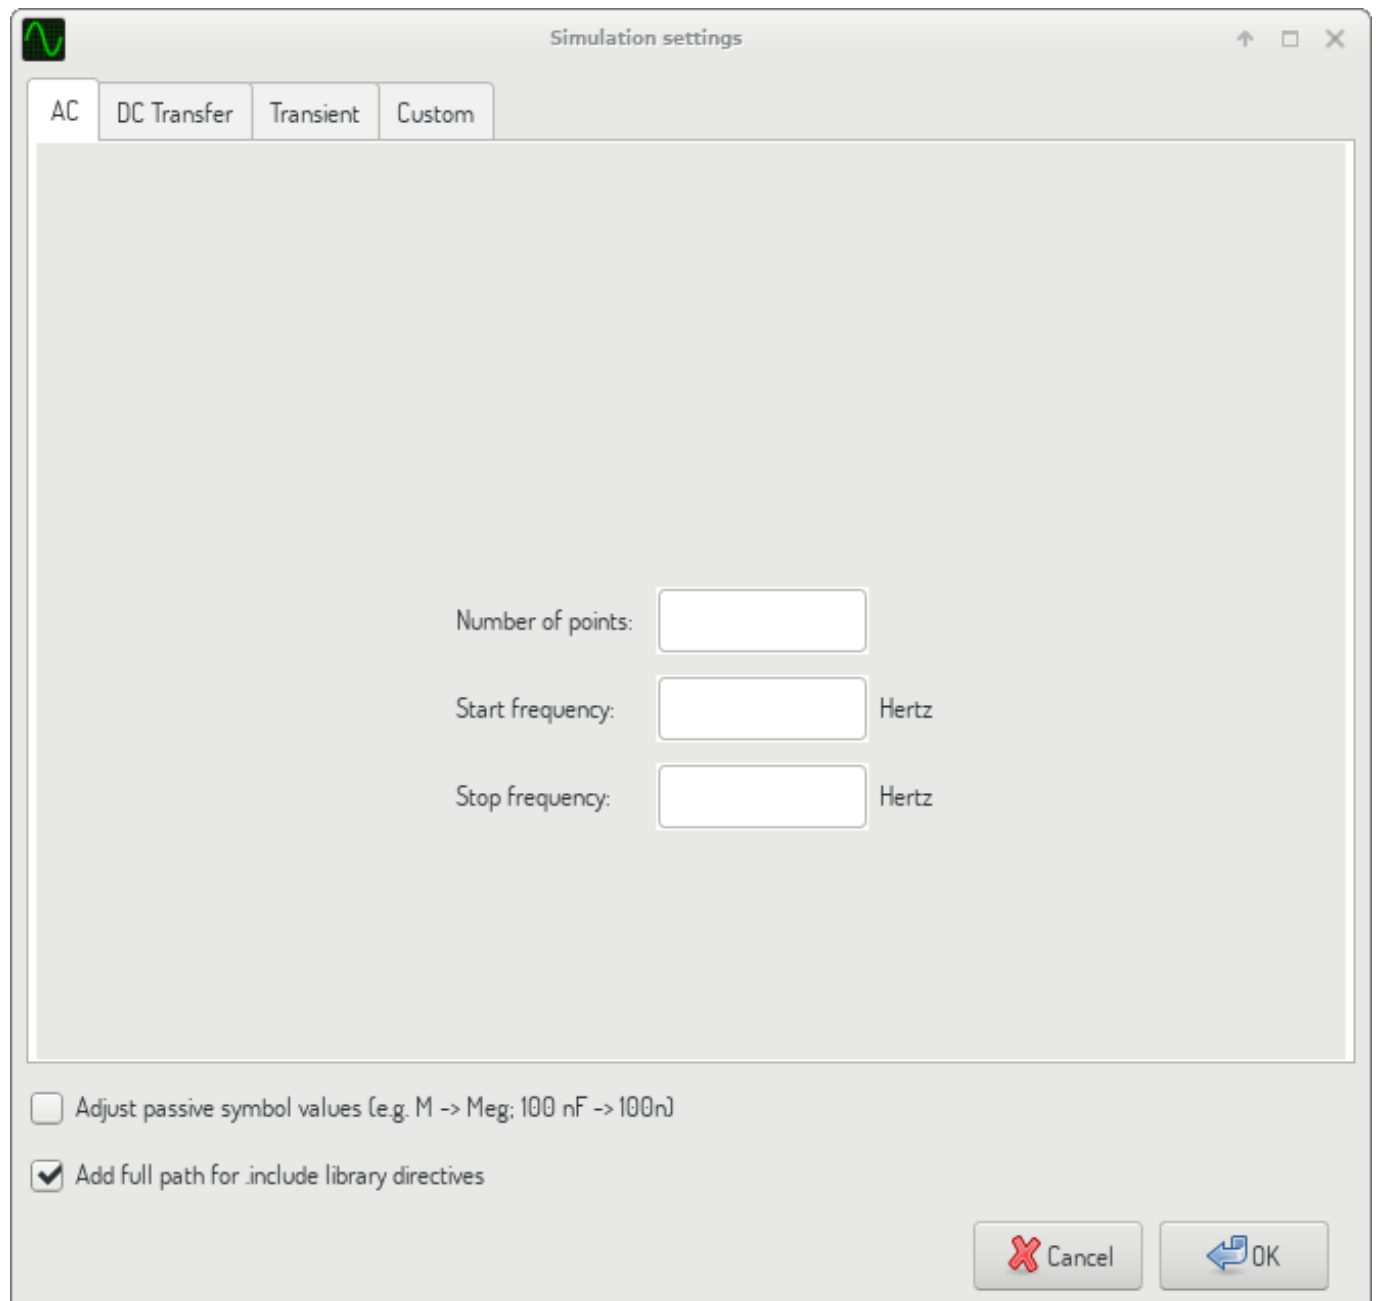 Simulation settings
AC DC Transfer Transient Custom
Number of points:
Start frequency: Hertz
Stop frequency: Hertz
Adjust passive symbol values (e.g. M -> Meg; 100 nF -> 100n)
Add full path for .include library directives
Cancel OK